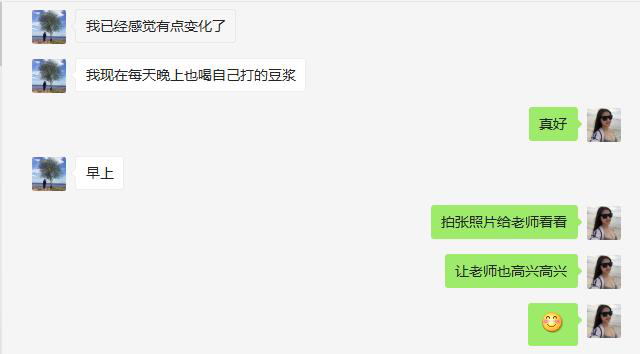 我已经感觉有点变化了
我现在每天晚上也喝自己打的豆浆
真好
早上
拍张照片给老师看看
让老师也高兴高兴